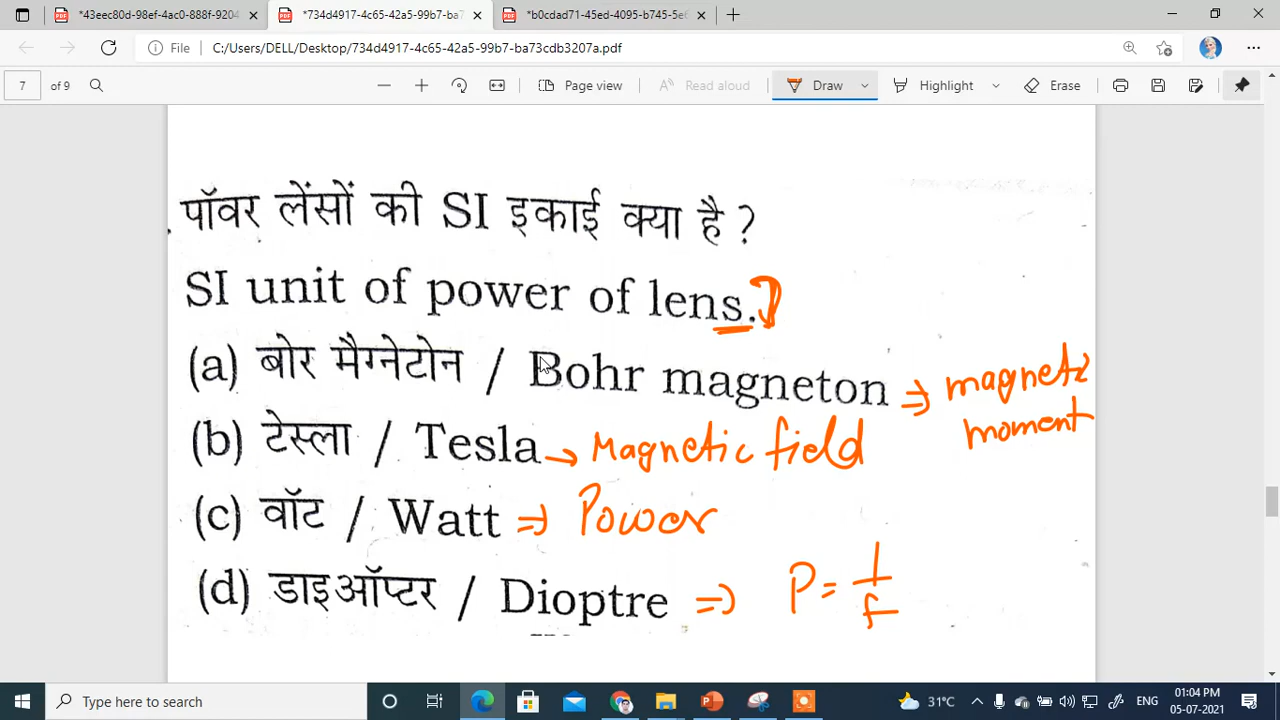 *43eec80d-98ef-4ac0-888f-9204
*734d4917-4c65-42a5-99b7-ba7
*b0cdad71-45ed-4095-b745-5e6
File C:/Users/DELL/Desktop/734d4917-4c65-42a5-99b7-ba73cdb3207a.pdf
7 of 9 Page view Read aloud Draw Highlight Erase
पॉवर लेंसों की SI इकाई क्या है ?
SI unit of power of lens.
(a) बोर मैग्नेटोन / Bohr magneton ⇒ magnetic
moment
(b) टेस्ला / Tesla → Magnetic field
(c) वॉट / Watt ⇒ Power
(d) डाइऑप्टर / Dioptre ⇒ P = 1/f
Type here to search
31°C ENG 01:04 PM
05-07-2021